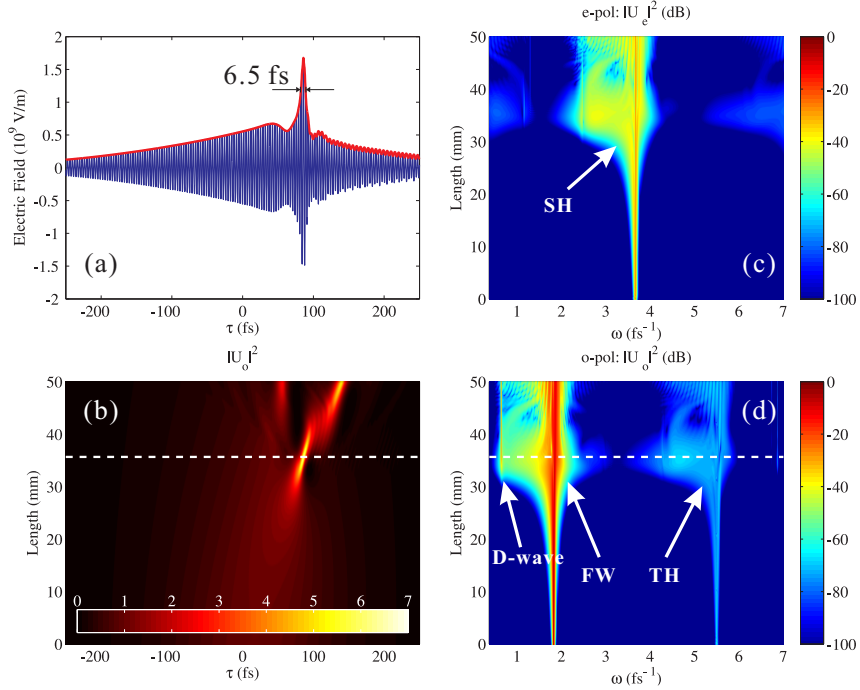 2
1.5
1
0.5
0
-0.5
-1
-1.5
-2
Electric Field (10^9 V/m)
6.5 fs
(a)
-200 -100 0 100 200
τ (fs)
e-pol: |U_e|^2 (dB)
50
40
30
20
10
0
Length (mm)
SH
(c)
1 2 3 4 5 6 7
ω (fs^-1)
0
-20
-40
-60
-80
-100
|U_o|^2
50
40
30
20
10
0
Length (mm)
(b)
0 1 2 3 4 5 6 7
-200 -100 0 100 200
τ (fs)
o-pol: |U_o|^2 (dB)
50
40
30
20
10
0
Length (mm)
(d)
D-wave
FW
TH
1 2 3 4 5 6 7
ω (fs^-1)
0
-20
-40
-60
-80
-100